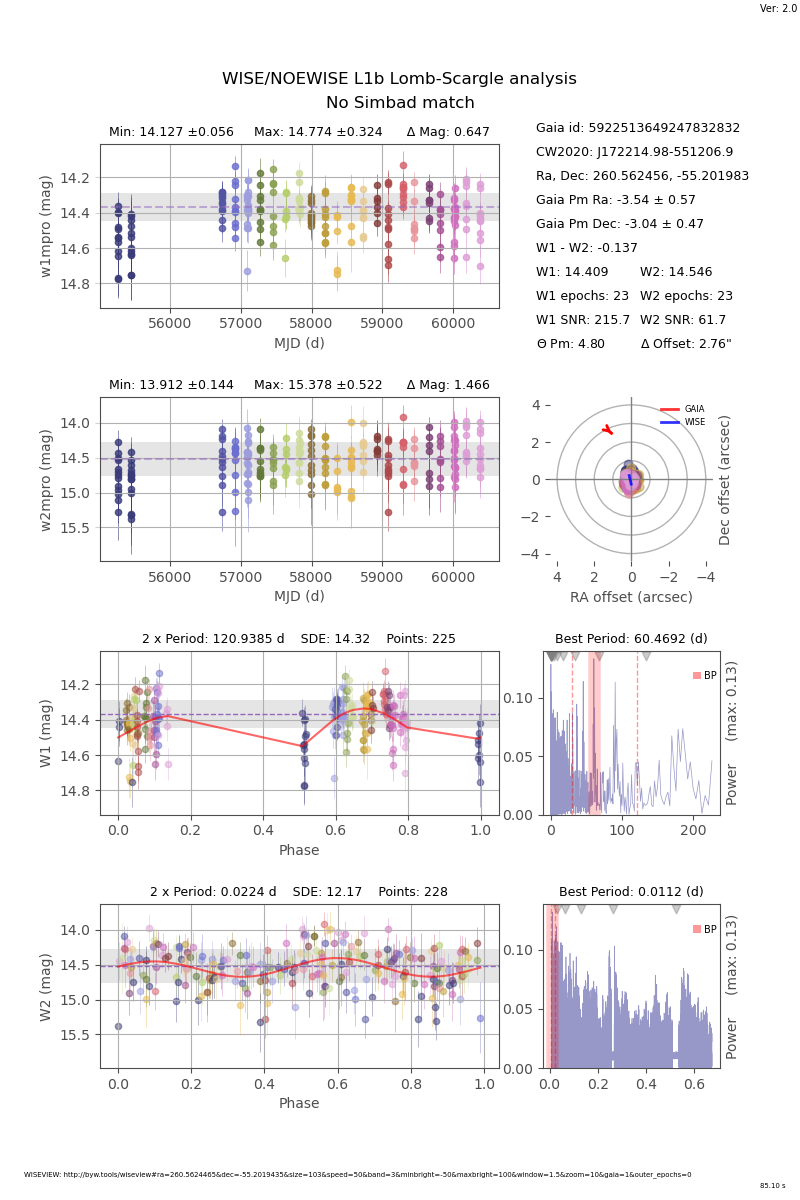 Ver: 2.0
WISE/NOEWISE L1b Lomb-Scargle analysis
No Simbad match
Min: 14.127 ±0.056 Max: 14.774 ±0.324 Δ Mag: 0.647
14.2
14.4
14.6
14.8
w1mpro (mag)
56000 57000 58000 59000 60000
MJD (d)
Gaia id: 5922513649247832832
CW2020: J172214.98-551206.9
Ra, Dec: 260.562456, -55.201983
Gaia Pm Ra: -3.54 ± 0.57
Gaia Pm Dec: -3.04 ± 0.47
W1 - W2: -0.137
W1: 14.409 W2: 14.546
W1 epochs: 23 W2 epochs: 23
W1 SNR: 215.7 W2 SNR: 61.7
Θ Pm: 4.80 Δ Offset: 2.76"
Min: 13.912 ±0.144 Max: 15.378 ±0.522 Δ Mag: 1.466
14.0
14.5
15.0
15.5
w2mpro (mag)
56000 57000 58000 59000 60000
MJD (d)
GAIA
WISE
4
2
0
−2
−4
4 2 0 −2 −4
RA offset (arcsec)
Dec offset (arcsec)
2 x Period: 120.9385 d SDE: 14.32 Points: 225
14.2
14.4
14.6
14.8
W1 (mag)
0.0 0.2 0.4 0.6 0.8 1.0
Phase
Best Period: 60.4692 (d)
BP
0.10
0.05
0.00
0 100 200
Power (max: 0.13)
2 x Period: 0.0224 d SDE: 12.17 Points: 228
14.0
14.5
15.0
15.5
W2 (mag)
0.0 0.2 0.4 0.6 0.8 1.0
Phase
Best Period: 0.0112 (d)
BP
0.10
0.05
0.00
0.0 0.2 0.4 0.6
Power (max: 0.13)
WISEVIEW: http://byw.tools/wiseview#ra=260.5624465&dec=-55.2019435&size=103&speed=50&band=3&minbright=-50&maxbright=100&window=1.5&zoom=10&gaia=1&outer_epochs=0
85.10 s